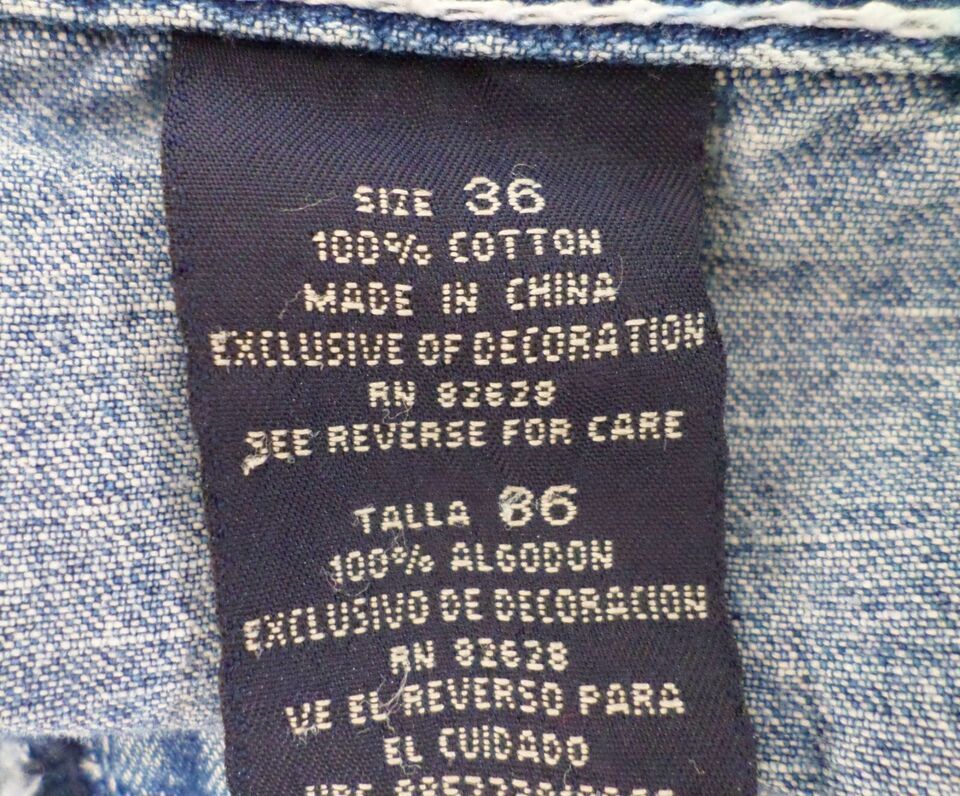 SIZE 36
100% COTTON
MADE IN CHINA
EXCLUSIVE OF DECORATION
RN 82628
SEE REVERSE FOR CARE
TALLA 36
100% ALGODON
EXCLUSIVO DE DECORACION
RN 82628
VE EL REVERSO PARA
EL CUIDADO